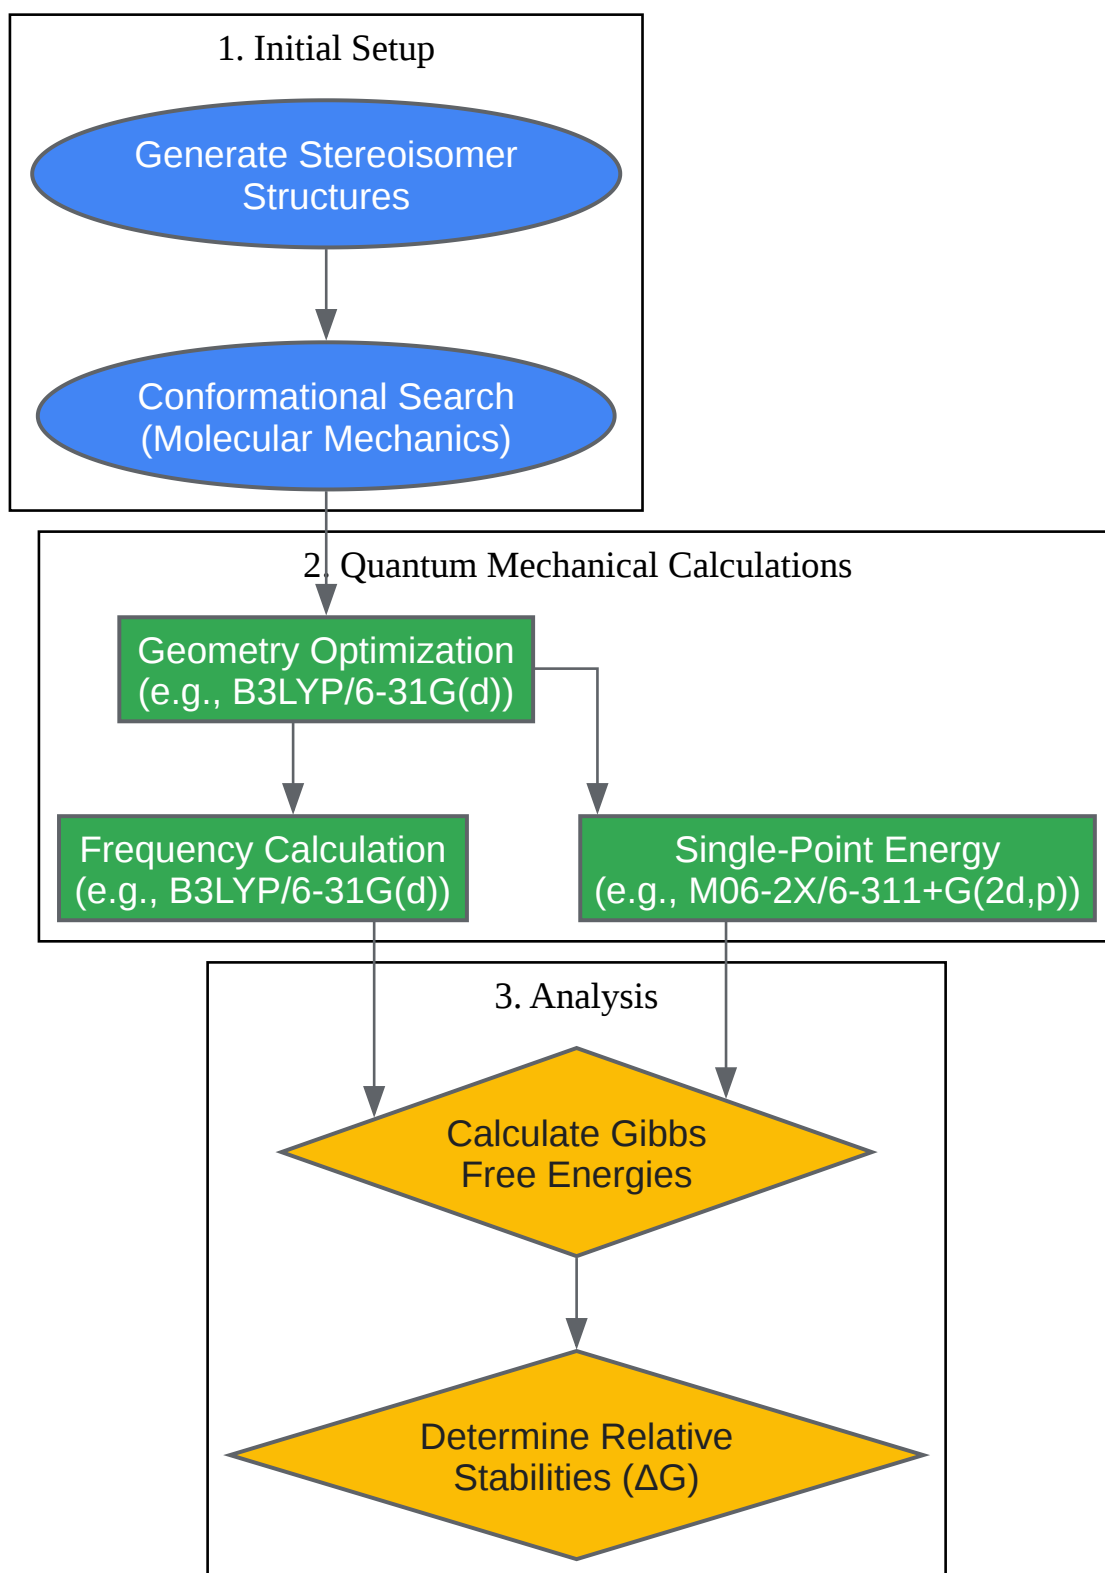 1. Initial Setup
Generate Stereoisomer
Structures
Conformational Search
(Molecular Mechanics)
2. Quantum Mechanical Calculations
Geometry Optimization
(e.g., B3LYP/6-31G(d))
Frequency Calculation
(e.g., B3LYP/6-31G(d))
Single-Point Energy
(e.g., M06-2X/6-311+G(2d,p))
3. Analysis
Calculate Gibbs
Free Energies
Determine Relative
Stabilities (ΔG)